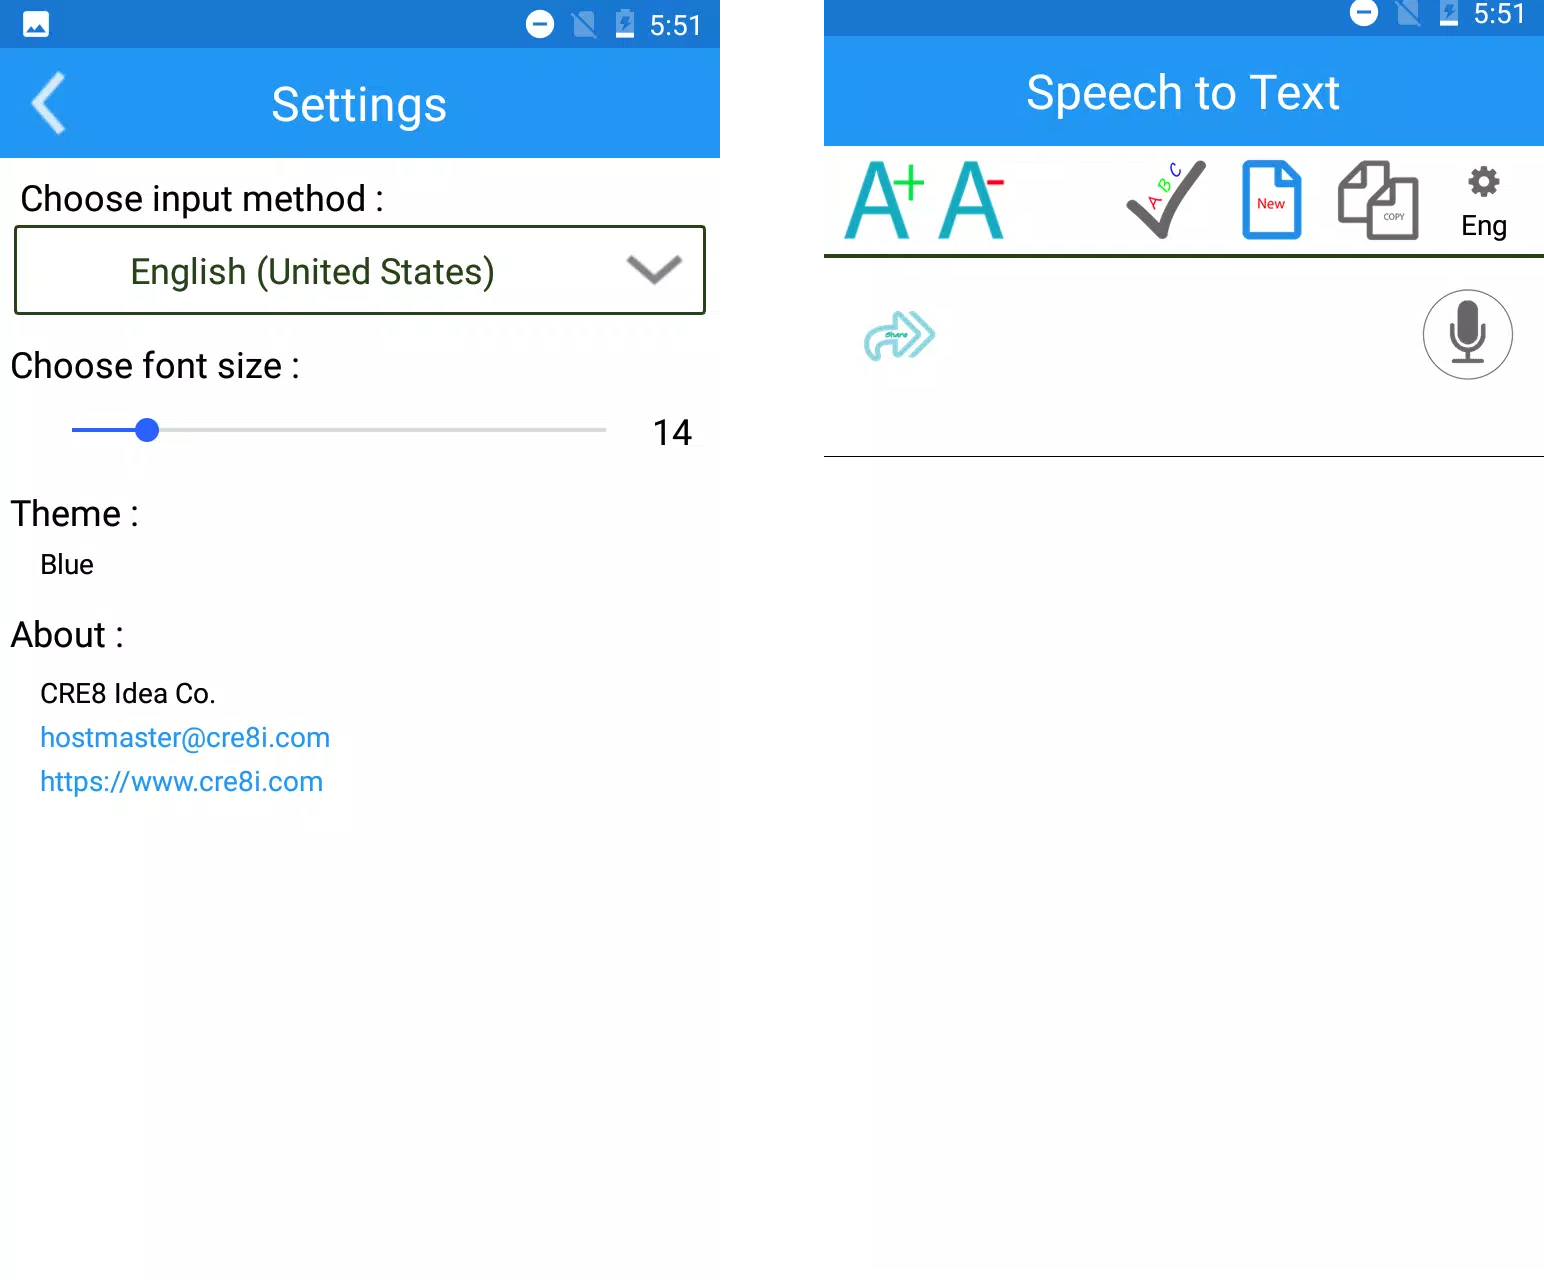 5:51
Settings
Choose input method :
English (United States)
Choose font size :
14
Theme :
Blue
About :
CRE8 Idea Co.
hostmaster@cre8i.com
https://www.cre8i.com
5:51
Speech to Text
A+ A-
A B C
New
COPY
Eng
Share